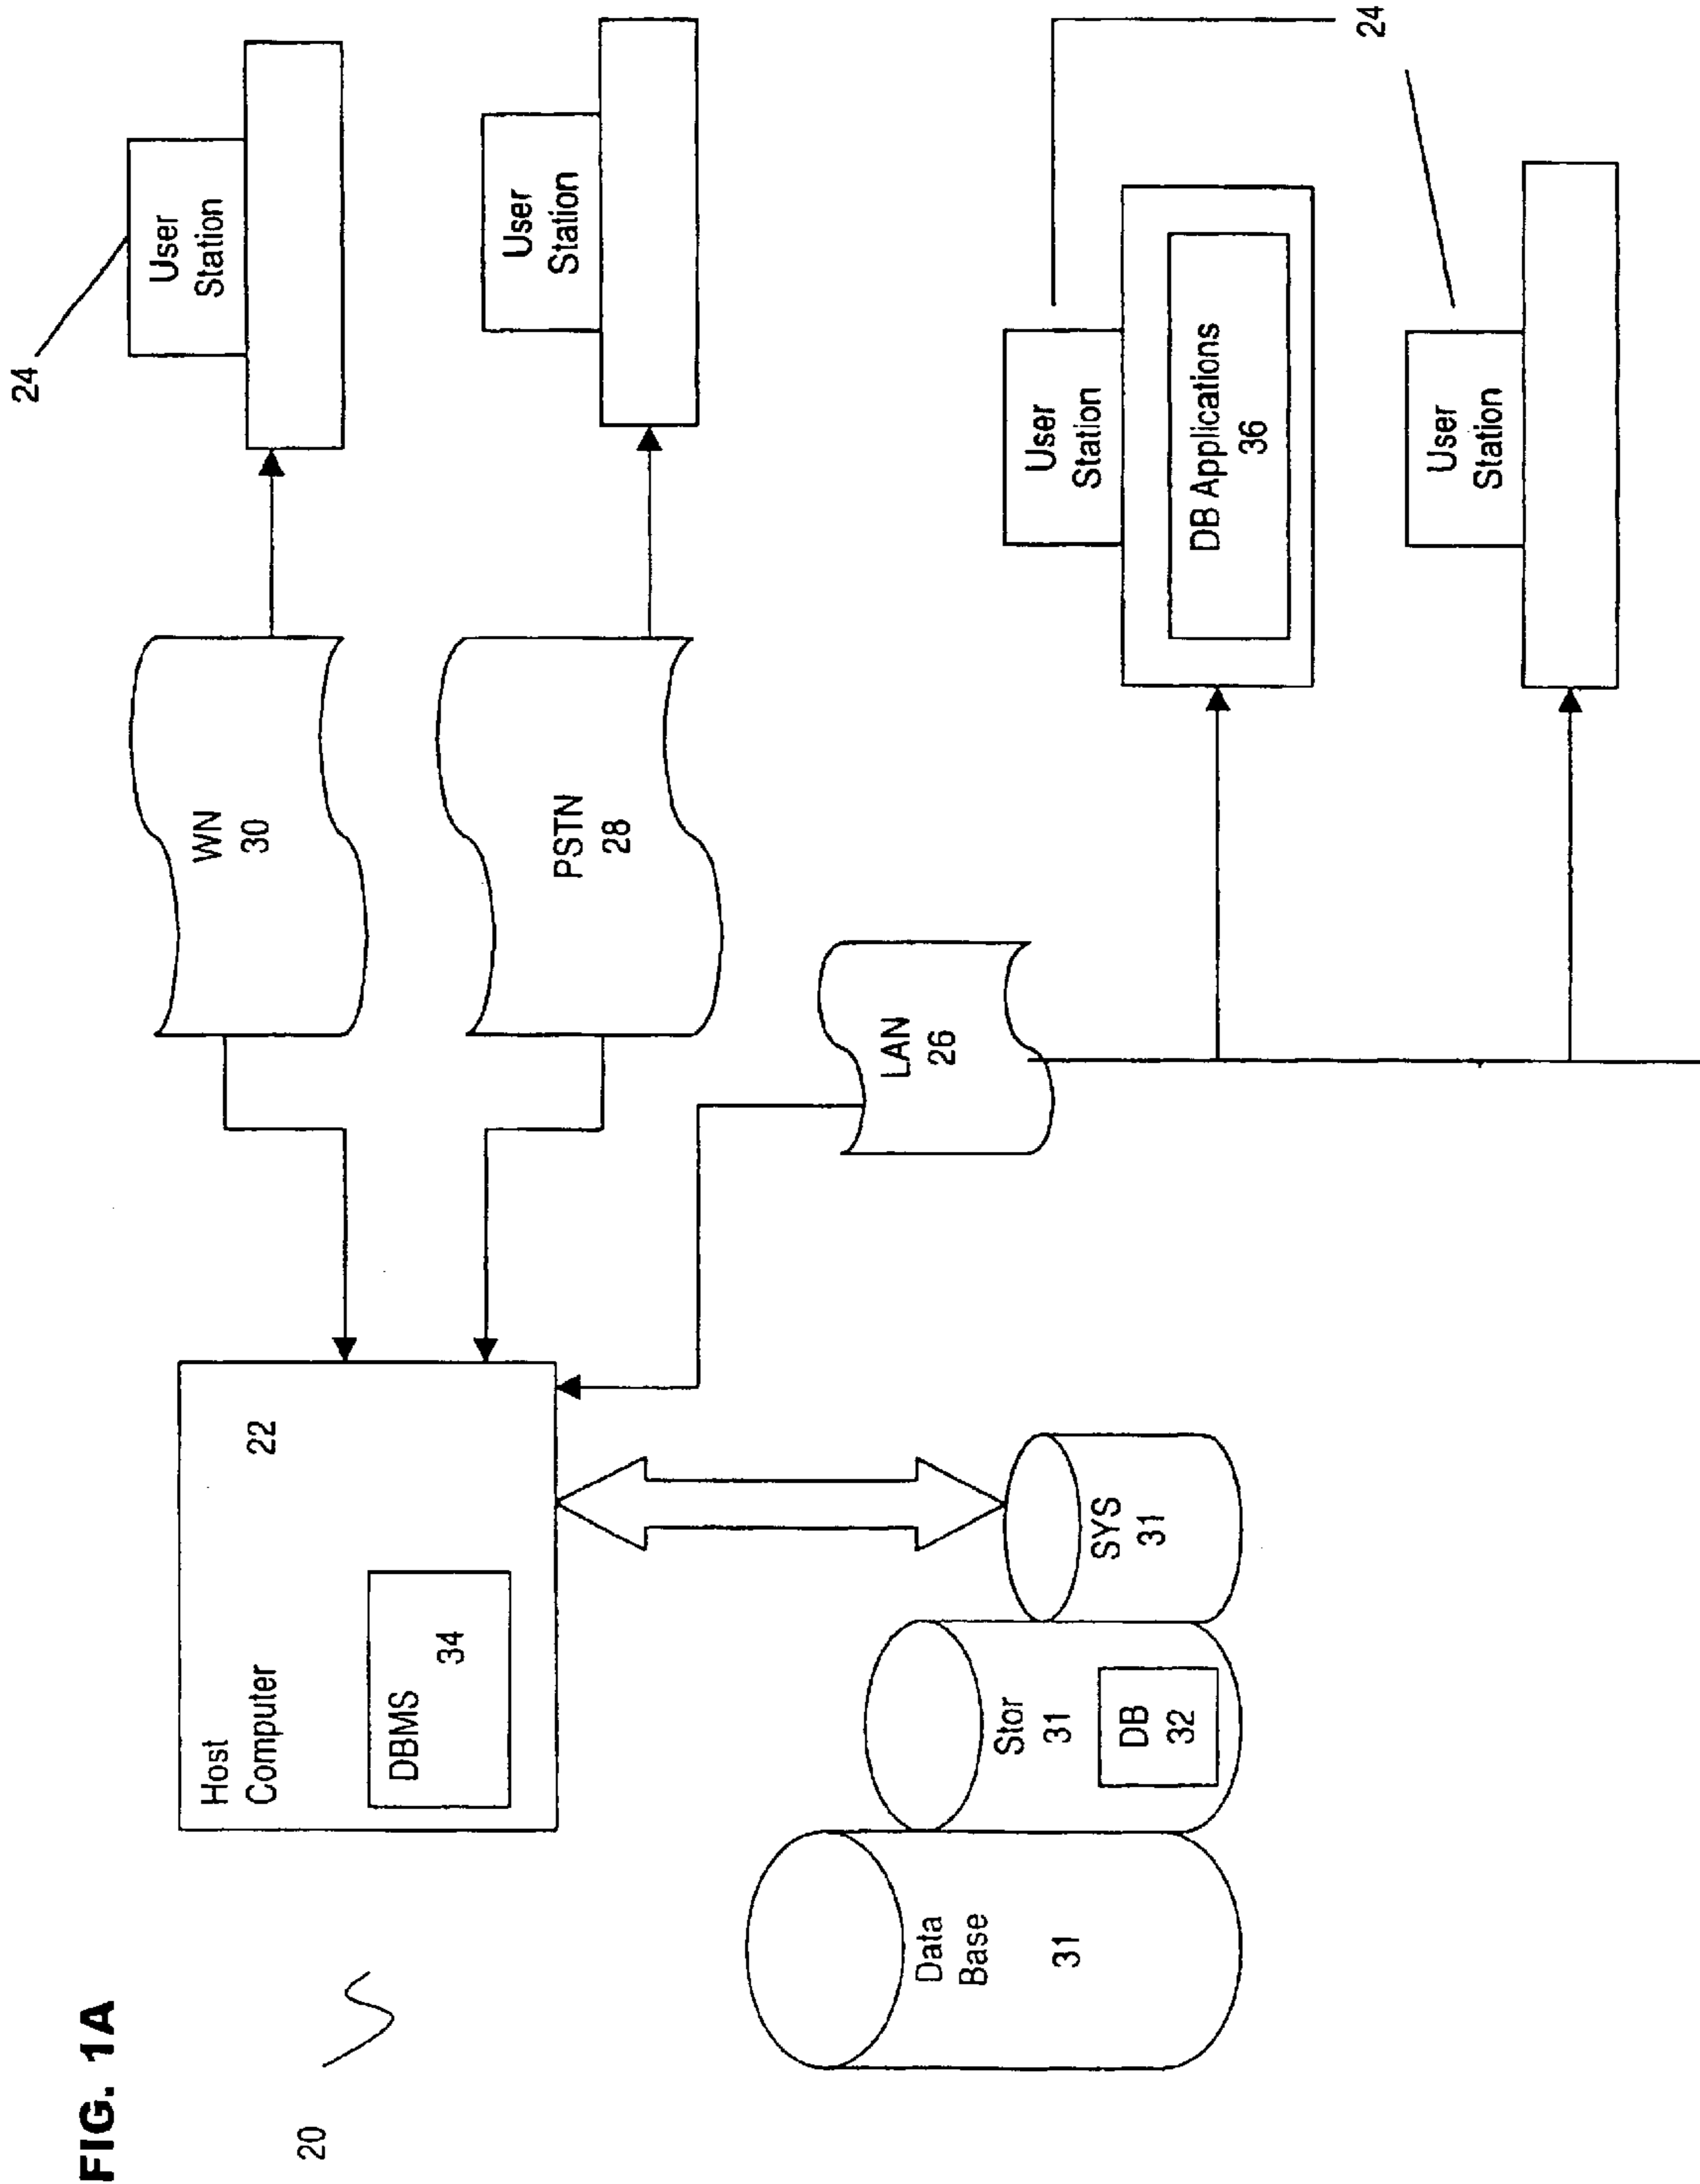 FIG. 1A
20
Host
Computer
22
DBMS
34
WN
30
24
User
Station
PSTN
28
User
Station
LAN
26
Data
Base
31
Stor
31
DB
32
SYS
31
User
Station
DB Applications
36
24
User
Station